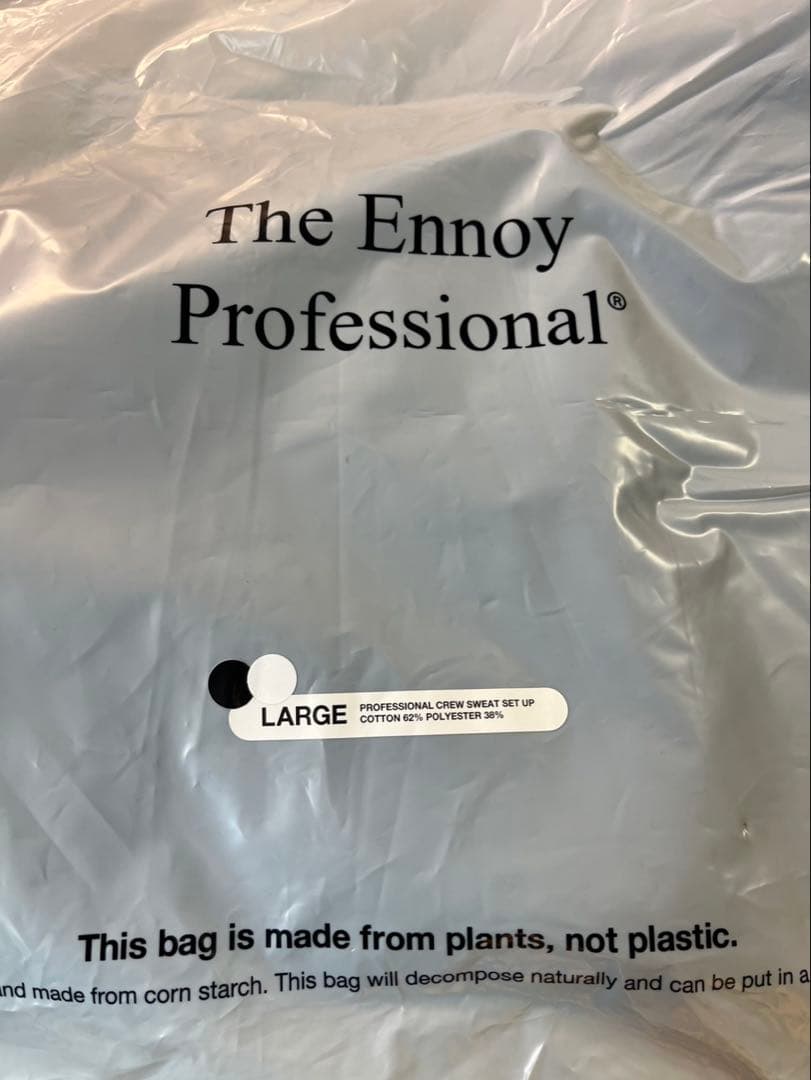 The Ennoy
Professional®
LARGE
PROFESSIONAL CREW SWEAT SET UP
COTTON 62% POLYESTER 38%
This bag is made from plants, not plastic.
nd made from corn starch. This bag will decompose naturally and can be put in a